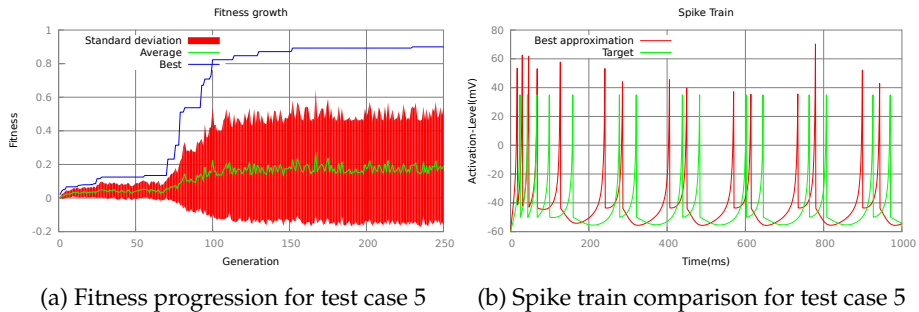 Fitness growth
Standard deviation
Average
Best
Fitness
1
0.8
0.6
0.4
0.2
0
-0.2
0
50
100
150
200
250
Generation
(a) Fitness progression for test case 5
Spike Train
Best approximation
Target
Activation-Level(mV)
80
60
40
20
0
-20
-40
-60
0
200
400
600
800
1000
Time(ms)
(b) Spike train comparison for test case 5